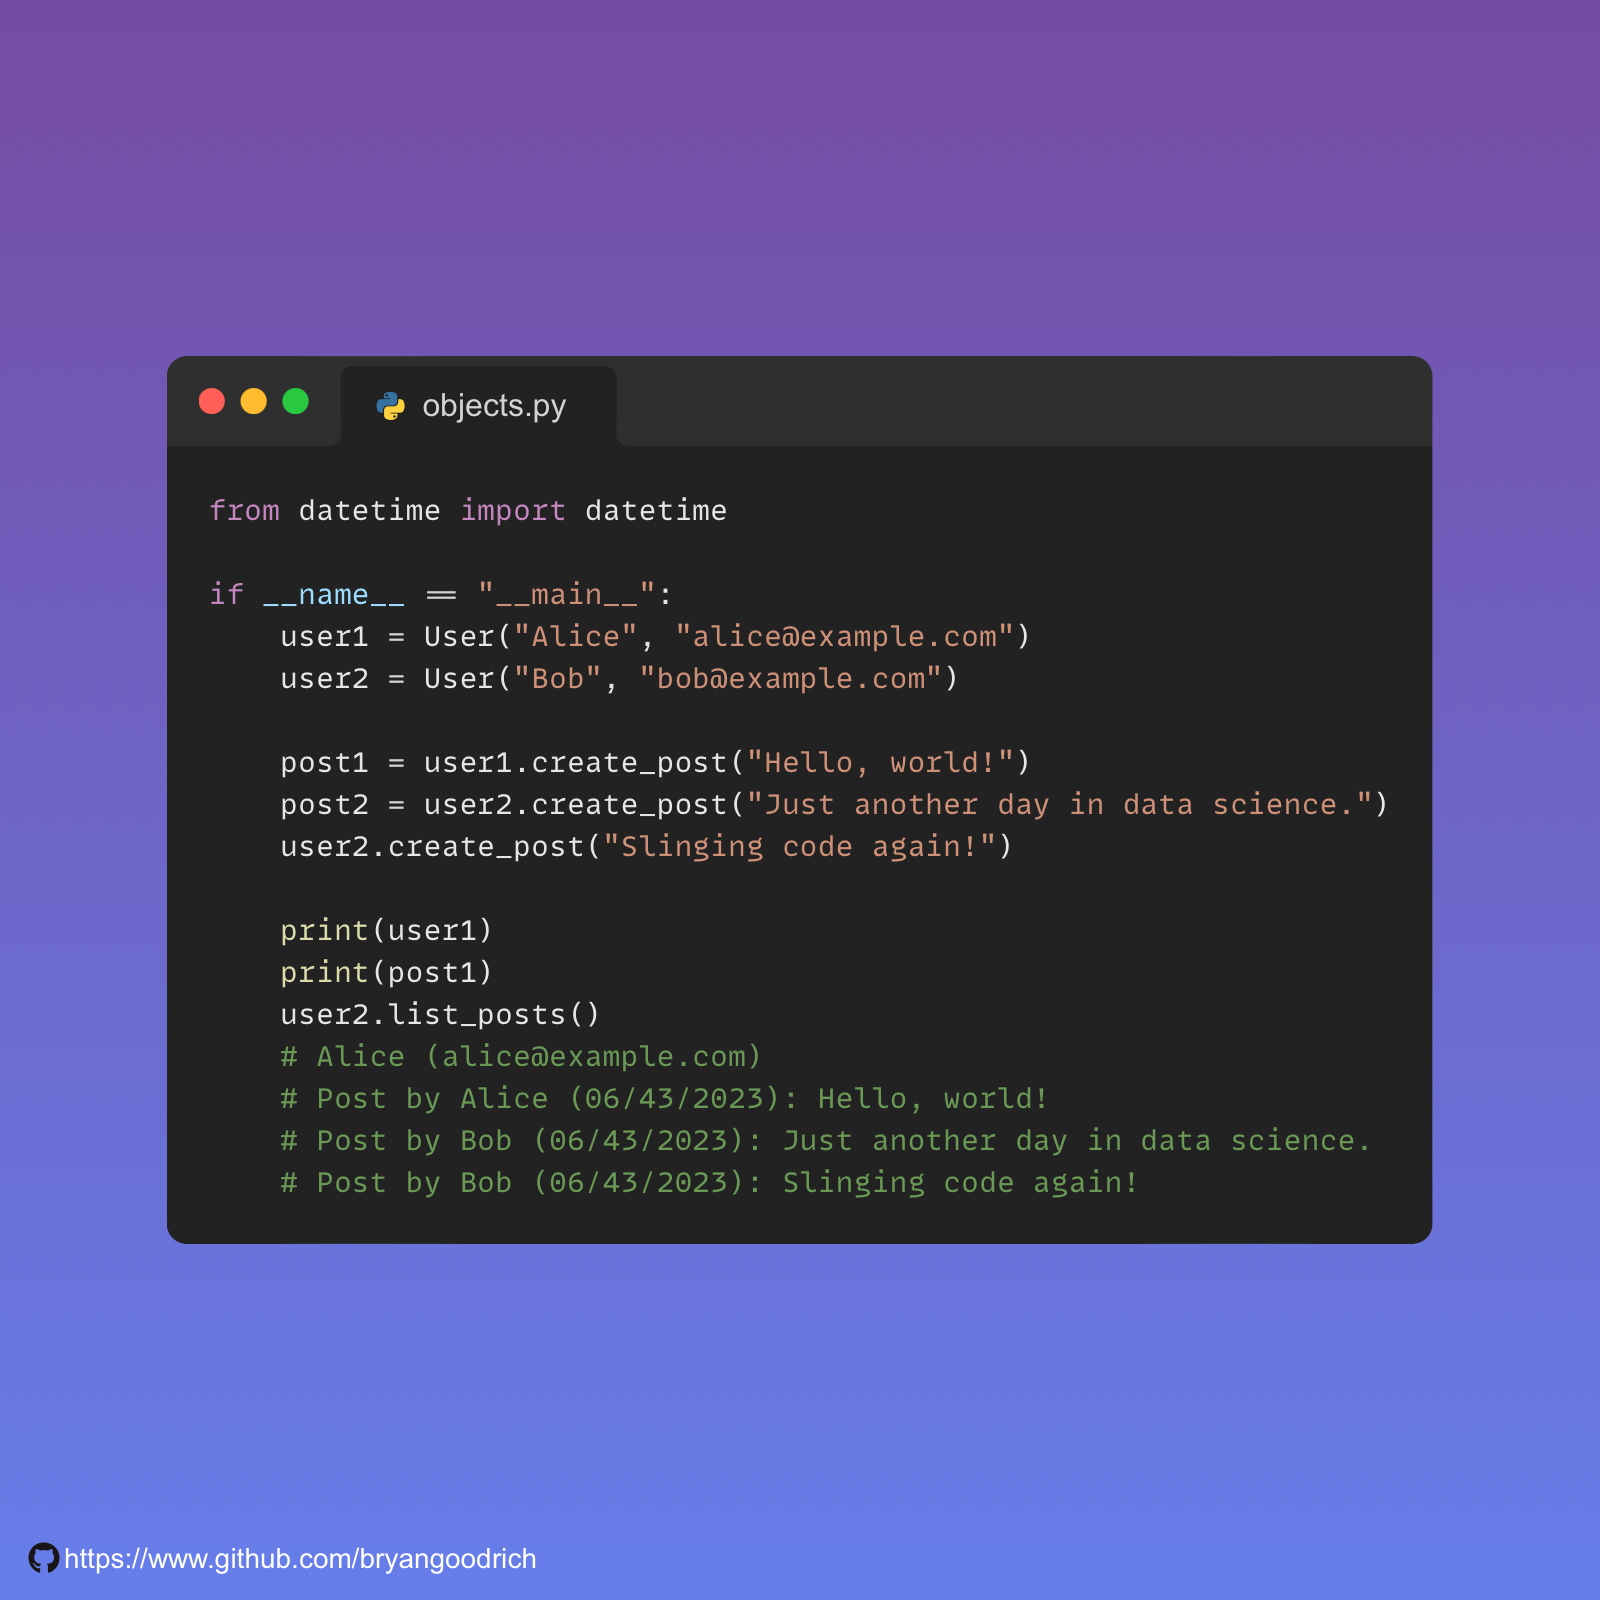 objects.py
from datetime import datetime
if __name__ == "__main__":
    user1 = User("Alice", "alice@example.com")
    user2 = User("Bob", "bob@example.com")
    post1 = user1.create_post("Hello, world!")
    post2 = user2.create_post("Just another day in data science.")
    user2.create_post("Slinging code again!")
    print(user1)
    print(post1)
    user2.list_posts()
    # Alice (alice@example.com)
    # Post by Alice (06/43/2023): Hello, world!
    # Post by Bob (06/43/2023): Just another day in data science.
    # Post by Bob (06/43/2023): Slinging code again!
https://www.github.com/bryangoodrich